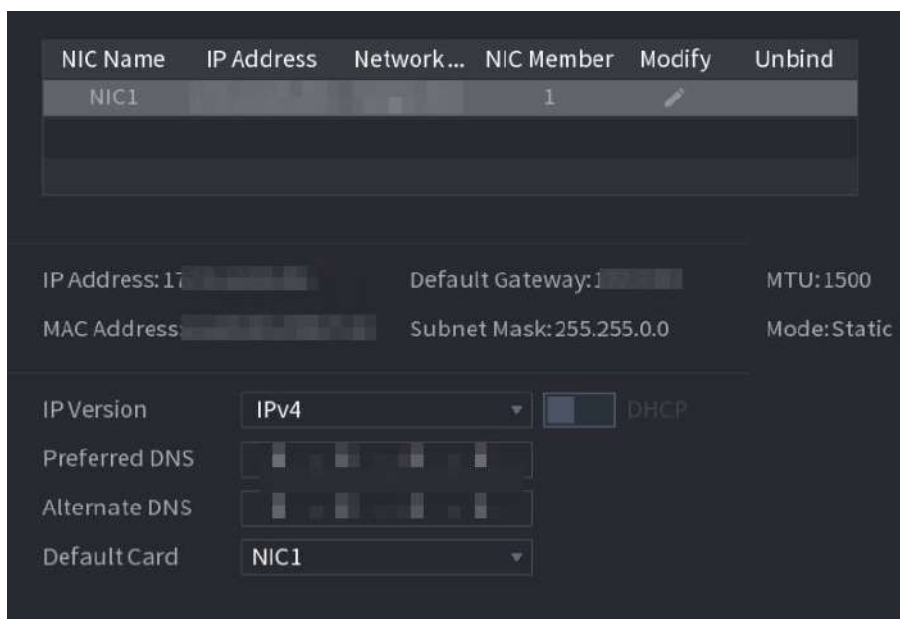 NIC Name IP Address Network... NIC Member Modify Unbind
NIC1 1
IP Address: Default Gateway: MTU:1500
MAC Address: Subnet Mask:255.255.0.0 Mode:Static
IP Version IPv4 DHCP
Preferred DNS
Alternate DNS
Default Card NIC1